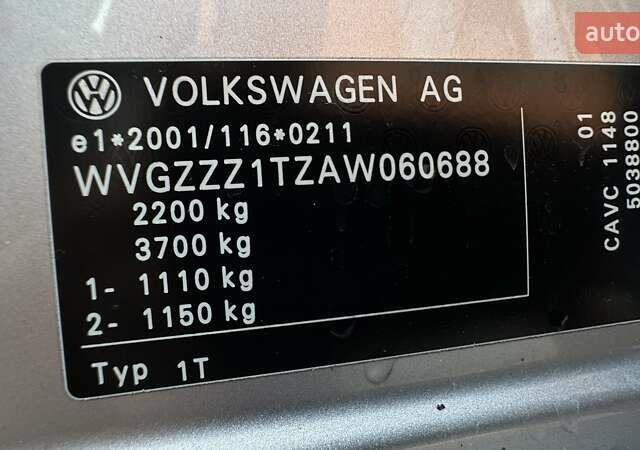 auto
VOLKSWAGEN AG
e1*2001/116*0211
WVGZZZ1TZAW060688
2200 kg
3700 kg
1- 1110 kg
2- 1150 kg
Typ 1T
01
CAVC 1148
5038800